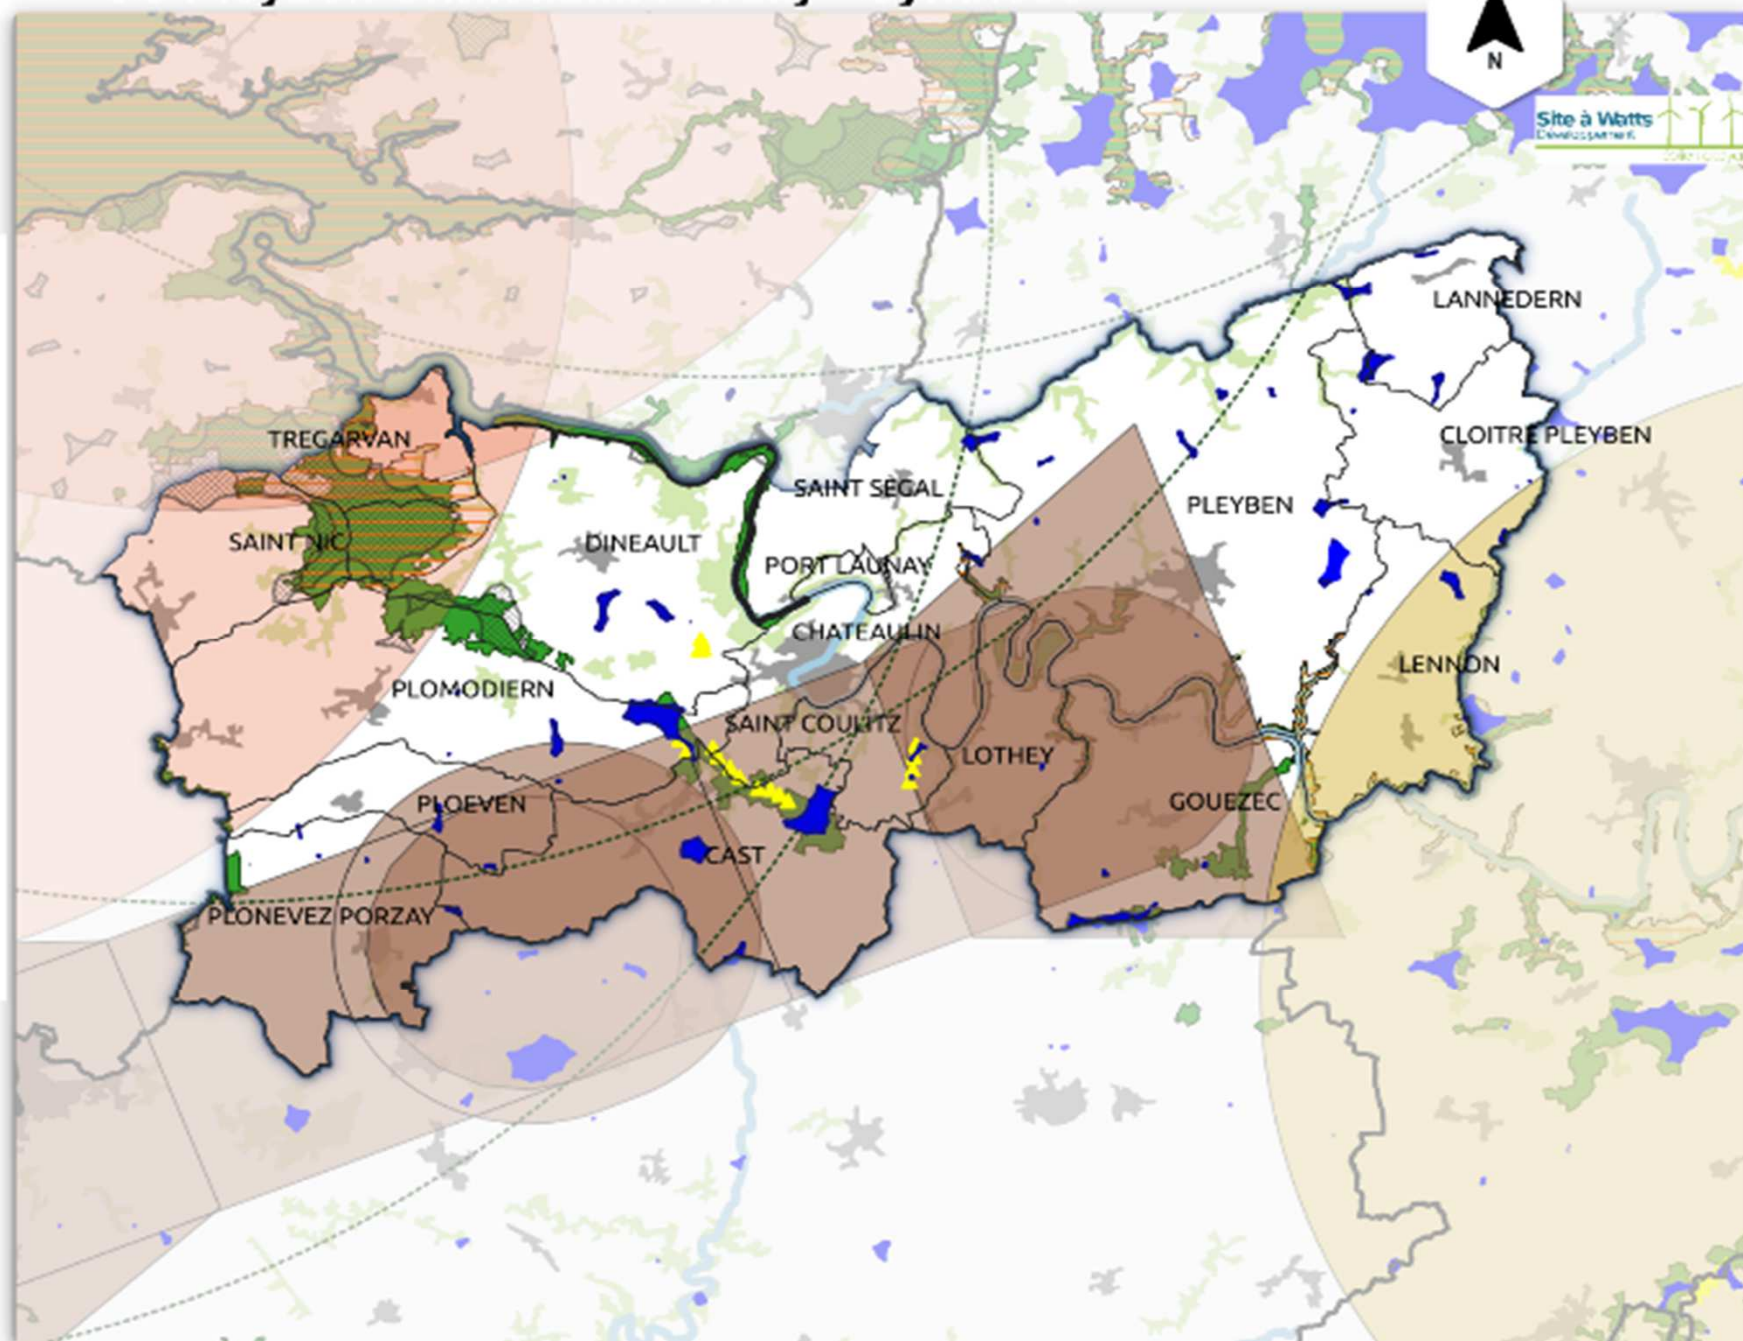 N
Site à Watts
Développement
LANNEDERN
TREGARVAN
CLOITRE PLEYBEN
SAINT SEGAL
PLEYBEN
SAINT NIC
DINEAULT
PORT LAUNAY
CHATEAULIN
LENNON
PLOMODIERN
SAINT COULITZ
LOTHEY
PLOEVEN
GOUEZEC
CAST
PLONEVEZ PORZAY